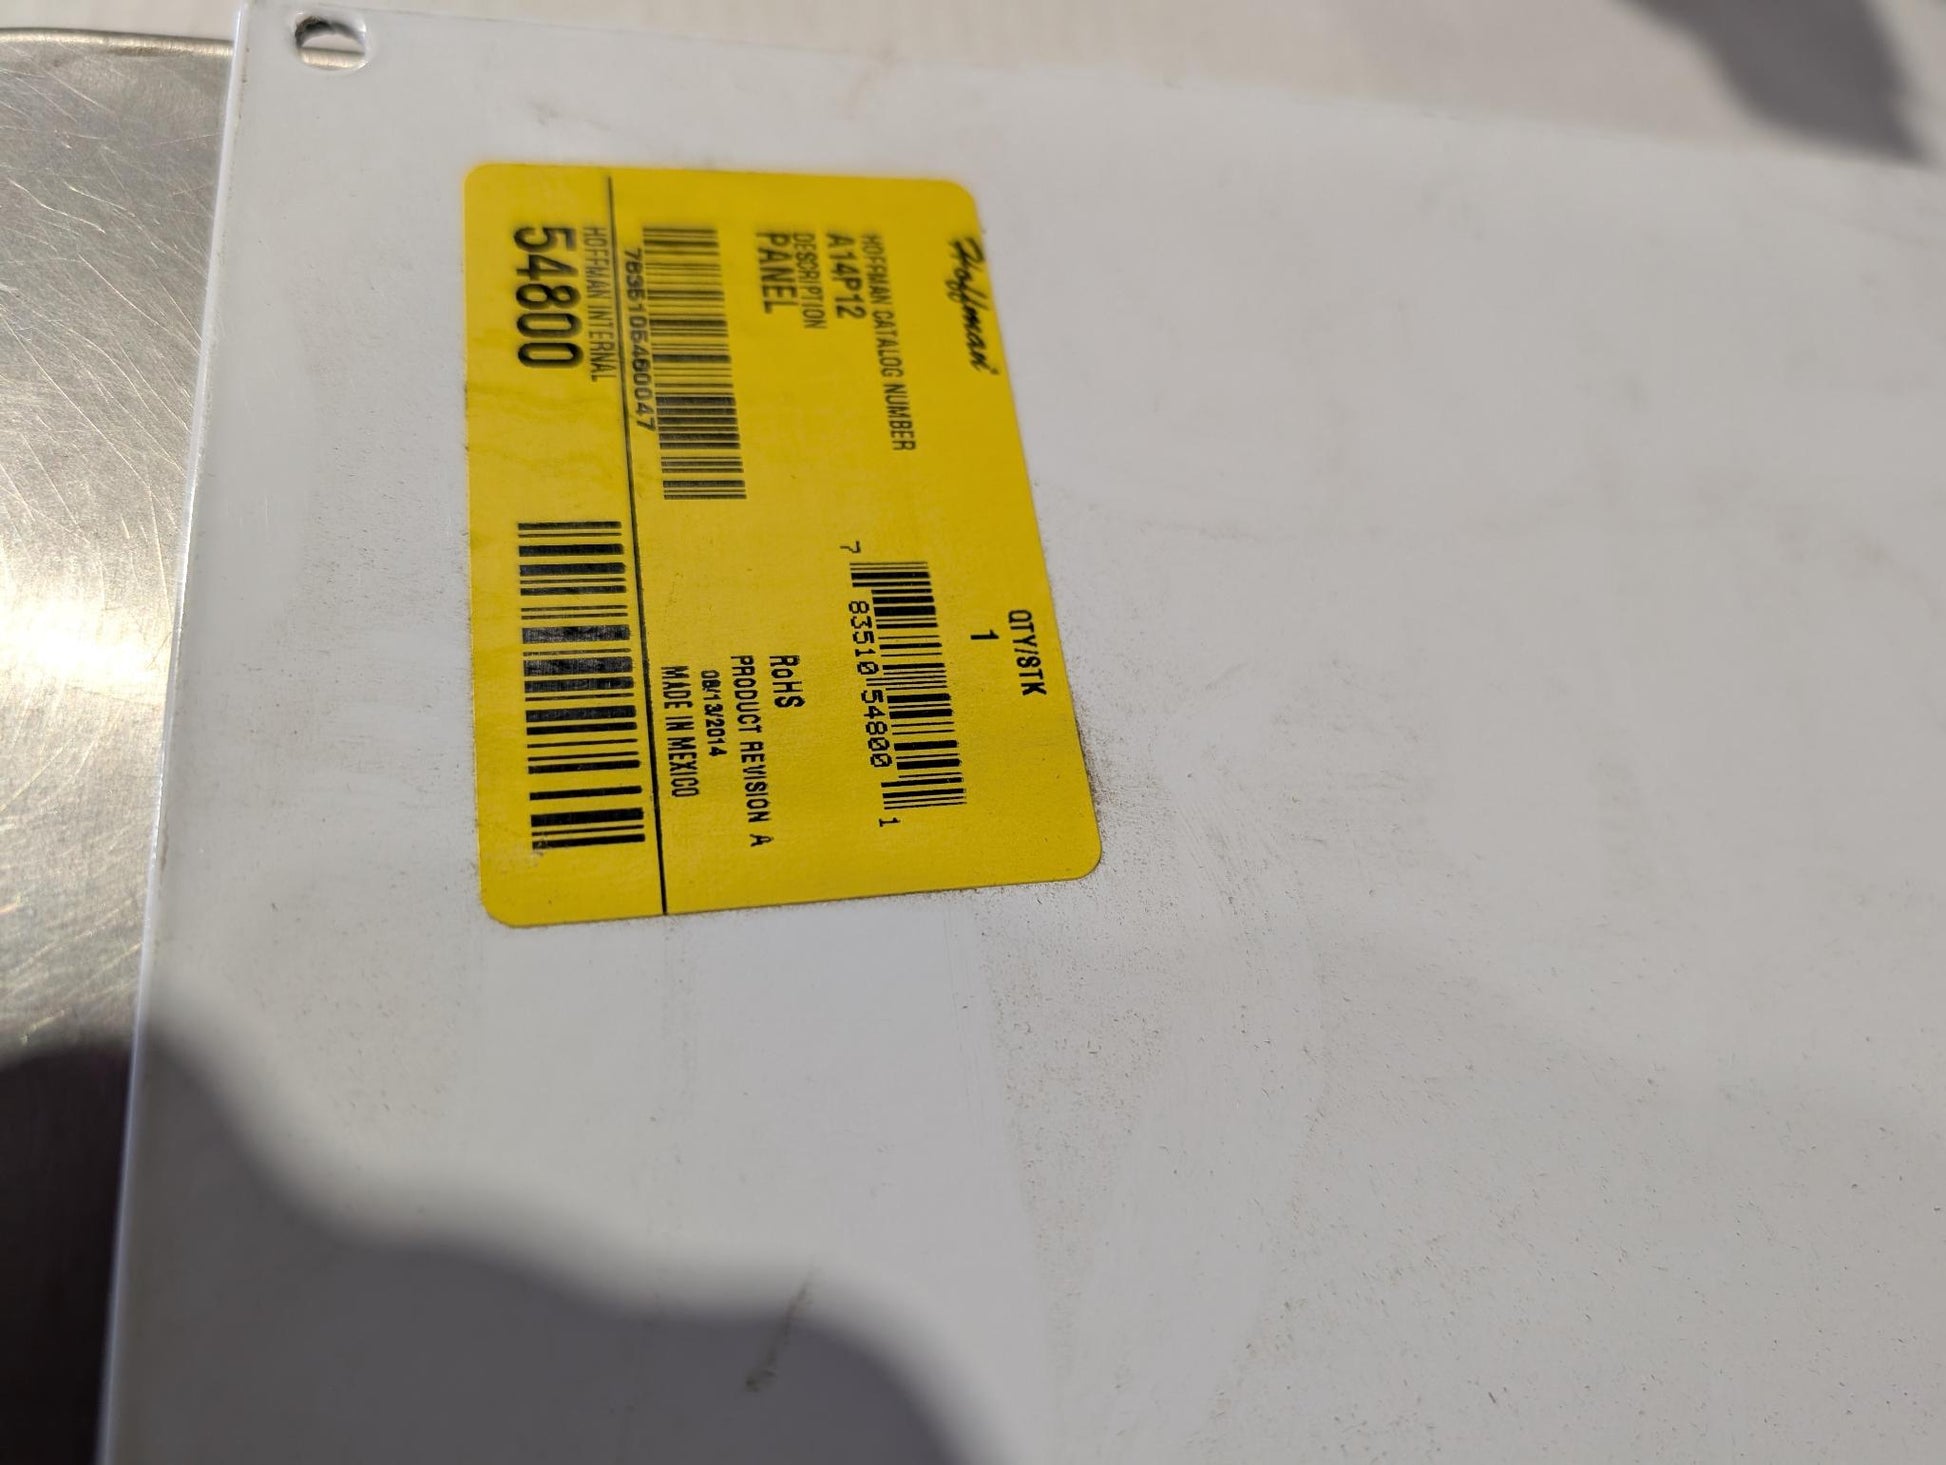 Hoffman
QTY/STK
1
HOFFMAN CATALOG NUMBER
A14P12
DESCRIPTION
PANEL
7 83510 54800 1
RoHS
PRODUCT REVISION A
08/13/2014
MADE IN MEXICO
HOFFMAN INTERNAL
54800